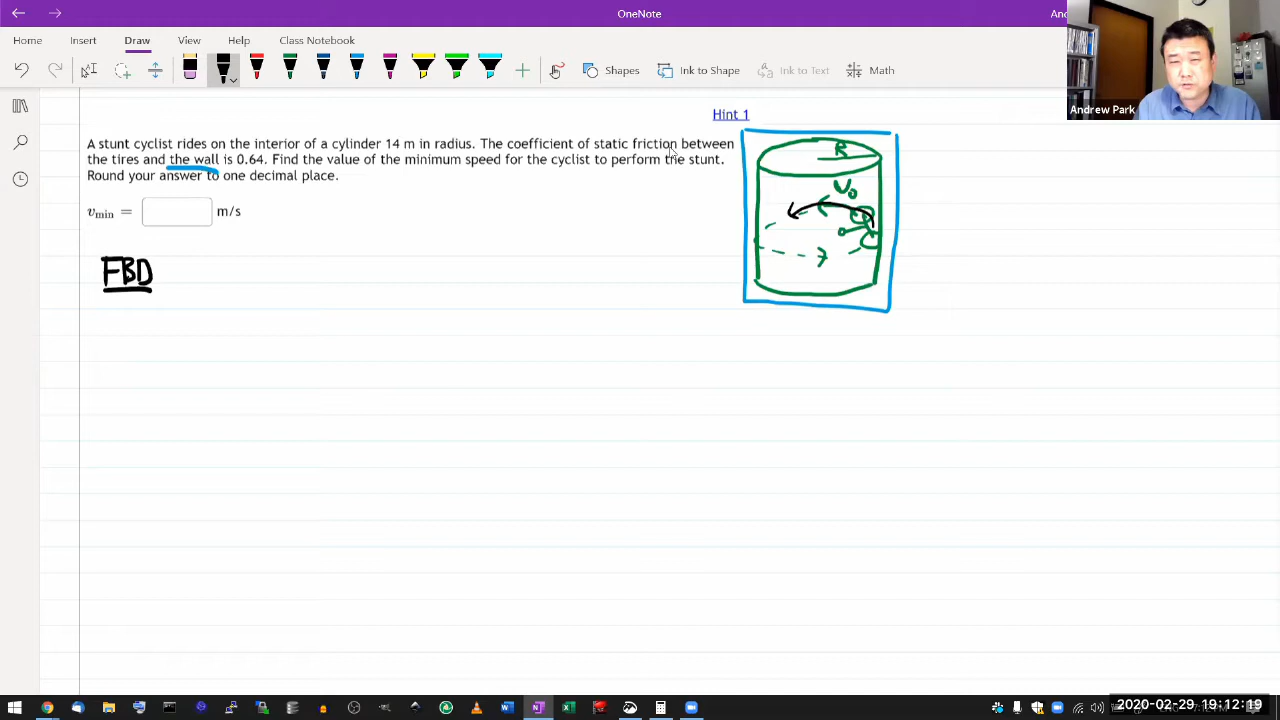 OneNote
An
Home Insert Draw View Help Class Notebook
Shapes Ink to Shape Ink to Text Math
Andrew Park
Hint 1
A stunt cyclist rides on the interior of a cylinder 14 m in radius. The coefficient of static friction between
the tires and the wall is 0.64. Find the value of the minimum speed for the cyclist to perform the stunt.
Round your answer to one decimal place.
vmin = m/s
R
V0
FBD
2020-02-29 19:12:19